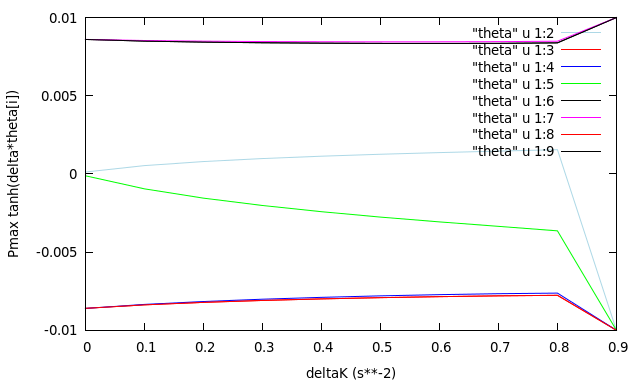 0.01
0.005
0
-0.005
-0.01
Pmax tanh(delta*theta[i])
"theta" u 1:2
"theta" u 1:3
"theta" u 1:4
"theta" u 1:5
"theta" u 1:6
"theta" u 1:7
"theta" u 1:8
"theta" u 1:9
0 0.1 0.2 0.3 0.4 0.5 0.6 0.7 0.8 0.9
deltaK (s**-2)